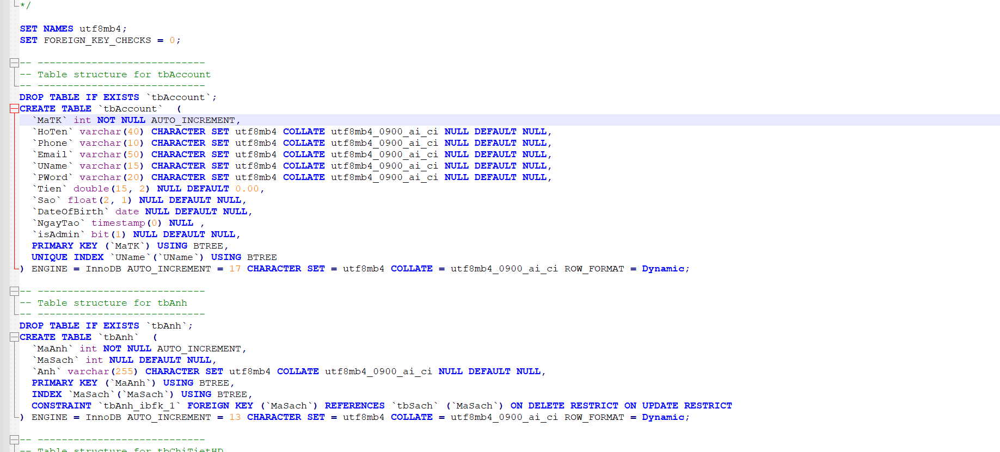 */
SET NAMES utf8mb4;
SET FOREIGN_KEY_CHECKS = 0;
-- ----------------------------
-- Table structure for tbAccount
-- ----------------------------
DROP TABLE IF EXISTS `tbAccount`;
CREATE TABLE `tbAccount`  (
  `MaTK` int NOT NULL AUTO_INCREMENT,
  `HoTen` varchar(40) CHARACTER SET utf8mb4 COLLATE utf8mb4_0900_ai_ci NULL DEFAULT NULL,
  `Phone` varchar(10) CHARACTER SET utf8mb4 COLLATE utf8mb4_0900_ai_ci NULL DEFAULT NULL,
  `Email` varchar(50) CHARACTER SET utf8mb4 COLLATE utf8mb4_0900_ai_ci NULL DEFAULT NULL,
  `UName` varchar(15) CHARACTER SET utf8mb4 COLLATE utf8mb4_0900_ai_ci NULL DEFAULT NULL,
  `PWord` varchar(20) CHARACTER SET utf8mb4 COLLATE utf8mb4_0900_ai_ci NULL DEFAULT NULL,
  `Tien` double(15, 2) NULL DEFAULT 0.00,
  `Sao` float(2, 1) NULL DEFAULT NULL,
  `DateOfBirth` date NULL DEFAULT NULL,
  `NgayTao` timestamp(0) NULL ,
  `isAdmin` bit(1) NULL DEFAULT NULL,
  PRIMARY KEY (`MaTK`) USING BTREE,
  UNIQUE INDEX `UName`(`UName`) USING BTREE
) ENGINE = InnoDB AUTO_INCREMENT = 17 CHARACTER SET = utf8mb4 COLLATE = utf8mb4_0900_ai_ci ROW_FORMAT = Dynamic;
-- ----------------------------
-- Table structure for tbAnh
-- ----------------------------
DROP TABLE IF EXISTS `tbAnh`;
CREATE TABLE `tbAnh`  (
  `MaAnh` int NOT NULL AUTO_INCREMENT,
  `MaSach` int NULL DEFAULT NULL,
  `Anh` varchar(255) CHARACTER SET utf8mb4 COLLATE utf8mb4_0900_ai_ci NULL DEFAULT NULL,
  PRIMARY KEY (`MaAnh`) USING BTREE,
  INDEX `MaSach`(`MaSach`) USING BTREE,
  CONSTRAINT `tbAnh_ibfk_1` FOREIGN KEY (`MaSach`) REFERENCES `tbSach` (`MaSach`) ON DELETE RESTRICT ON UPDATE RESTRICT
) ENGINE = InnoDB AUTO_INCREMENT = 13 CHARACTER SET = utf8mb4 COLLATE = utf8mb4_0900_ai_ci ROW_FORMAT = Dynamic;
-- ----------------------------
-- Table structure for tbChiTietHD